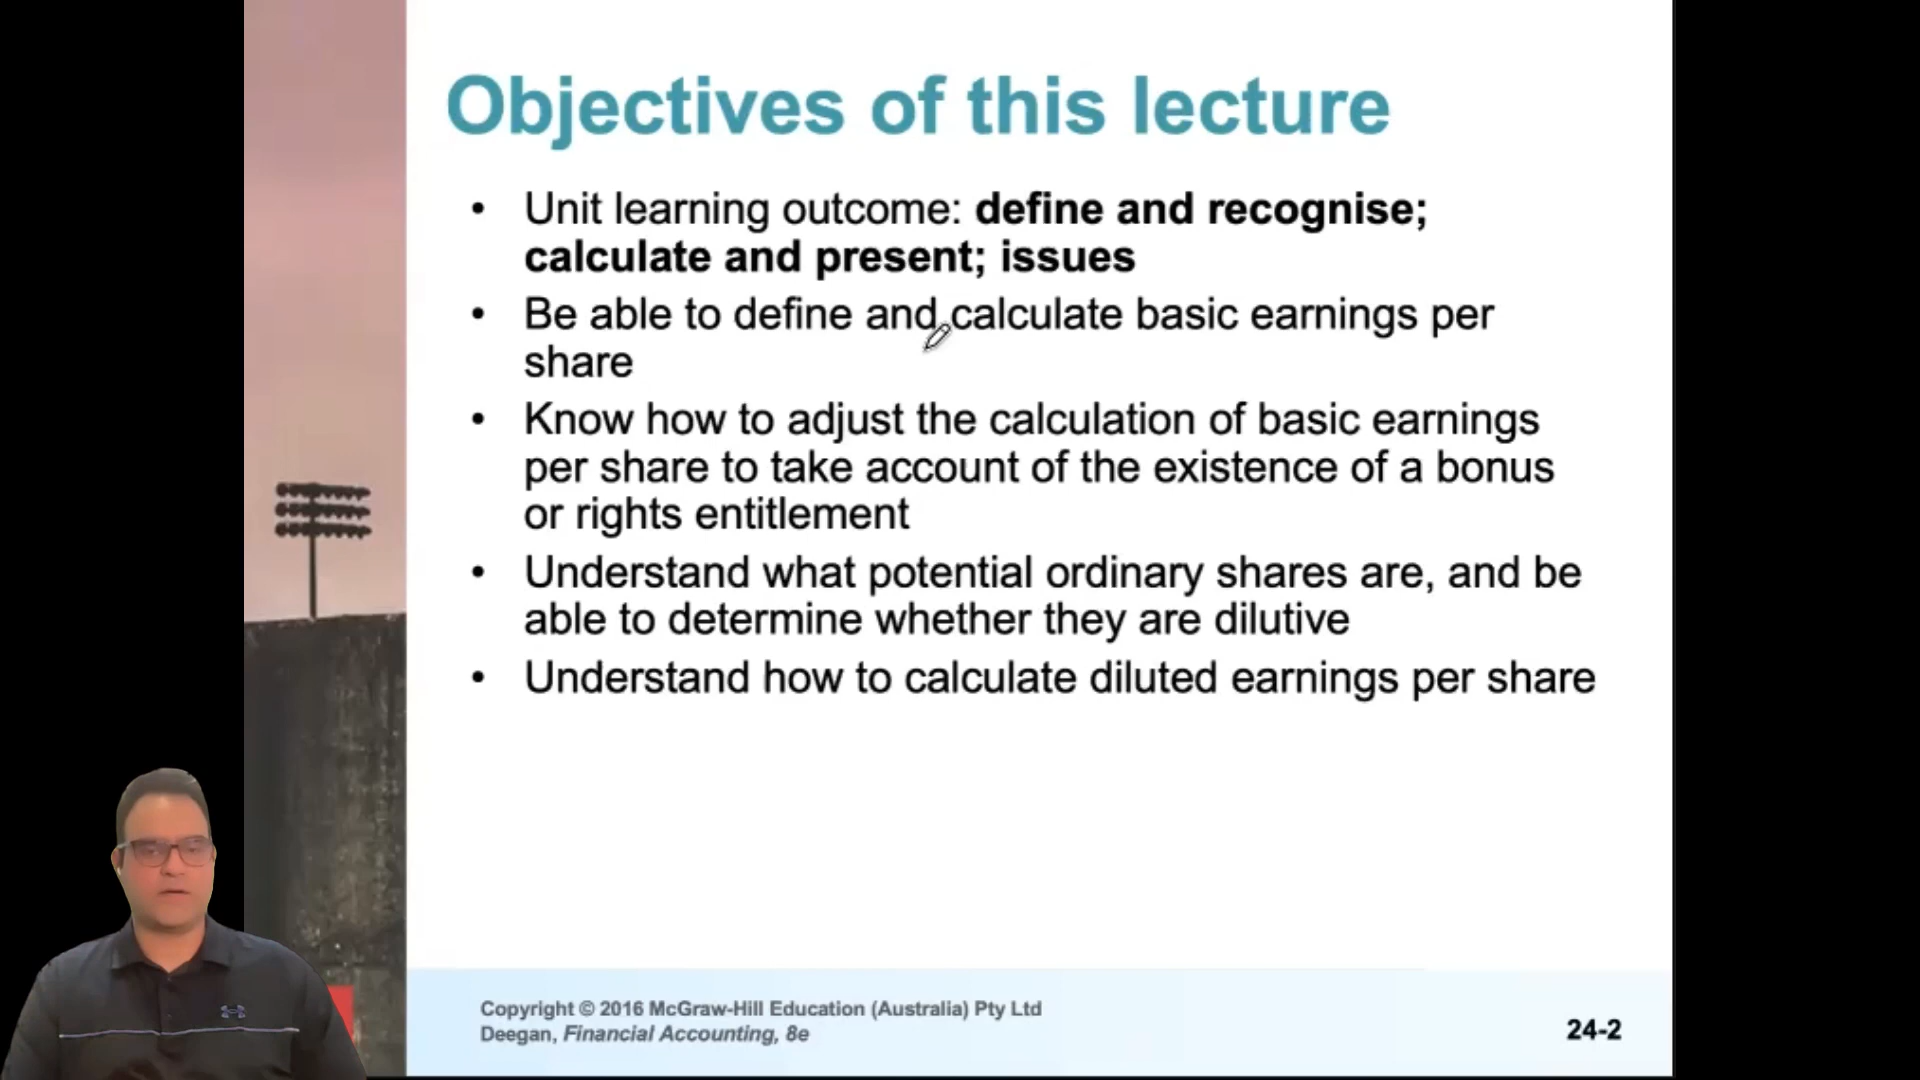 Objectives of this lecture
• Unit learning outcome: define and recognise;
calculate and present; issues
• Be able to define and calculate basic earnings per
share
• Know how to adjust the calculation of basic earnings
per share to take account of the existence of a bonus
or rights entitlement
• Understand what potential ordinary shares are, and be
able to determine whether they are dilutive
• Understand how to calculate diluted earnings per share
Copyright © 2016 McGraw-Hill Education (Australia) Pty Ltd
Deegan, Financial Accounting, 8e
24-2